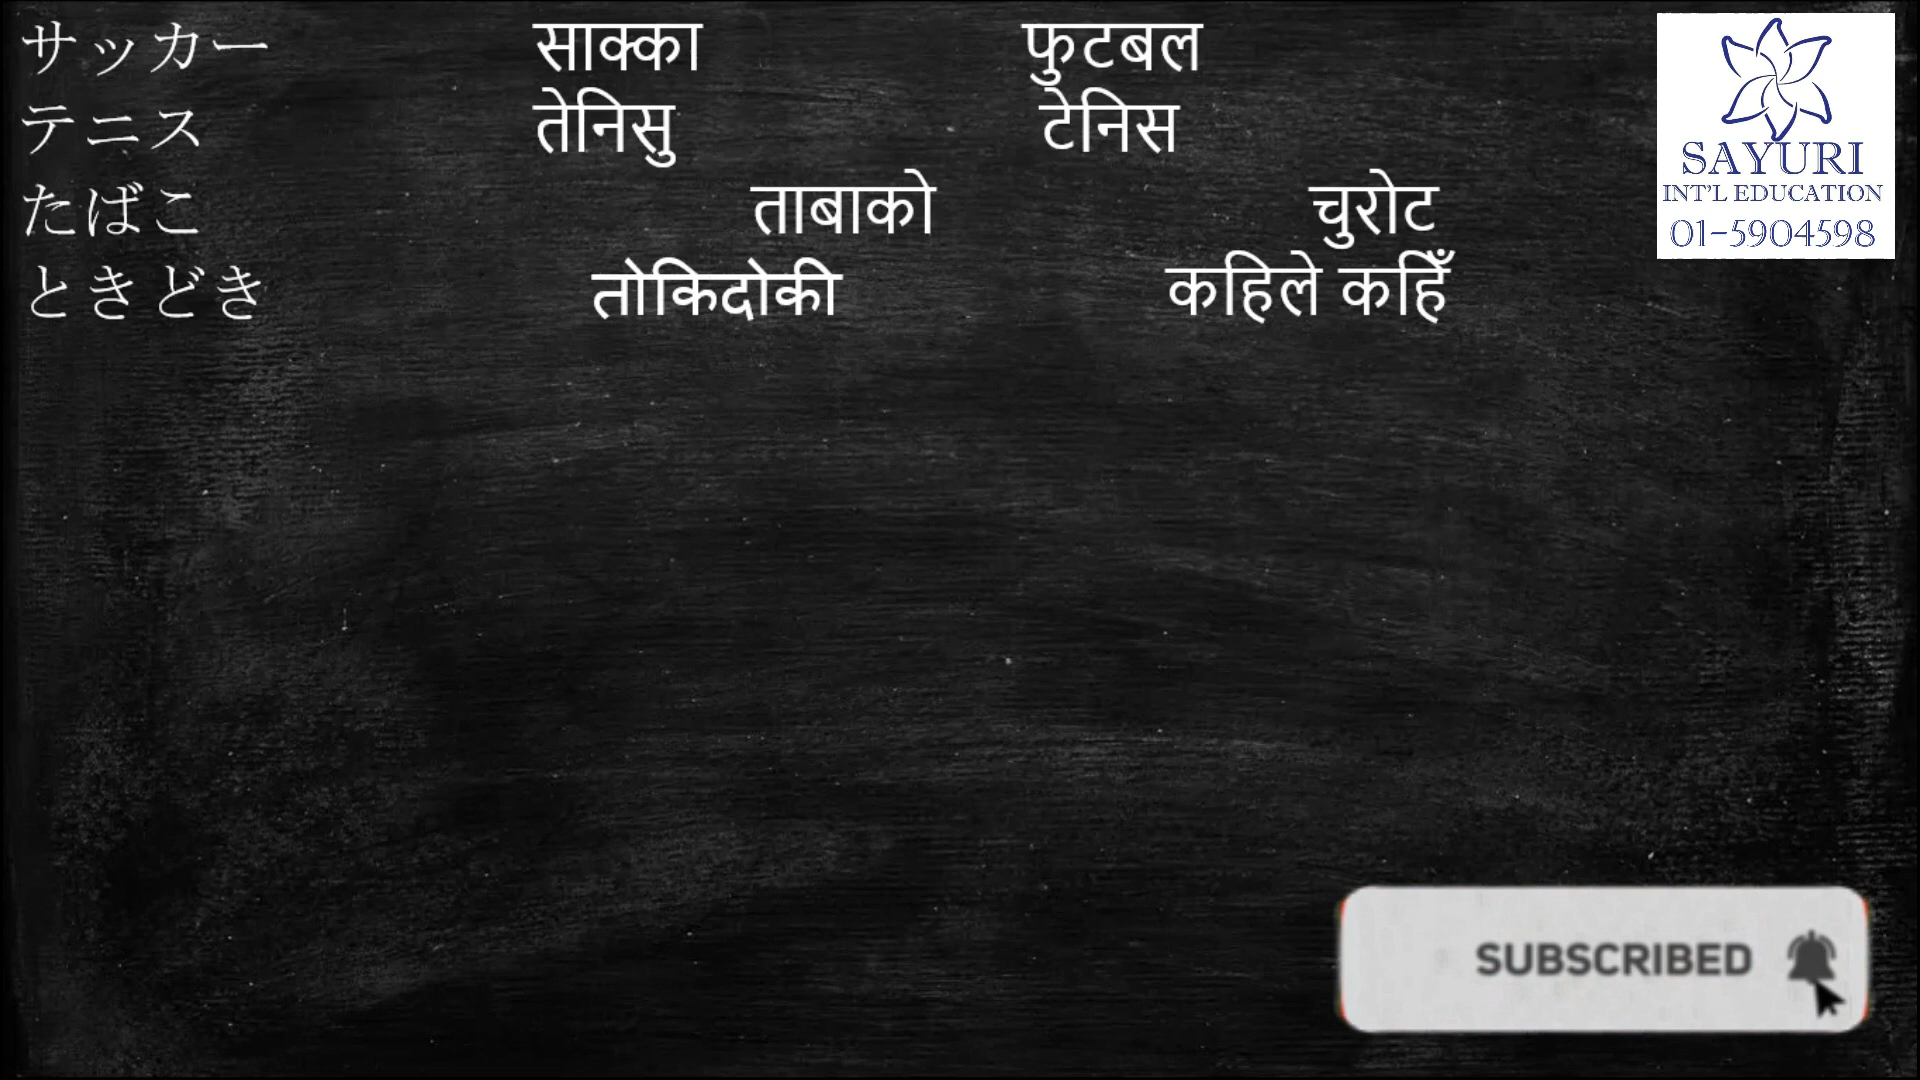 サッカー साक्का फुटबल
テニス तेनिसु टेनिस
たばこ ताबाको चुरोट
ときどき तोकिदोकी कहिले कहिँ
SAYURI
INT'L EDUCATION
01-5904598
SUBSCRIBED